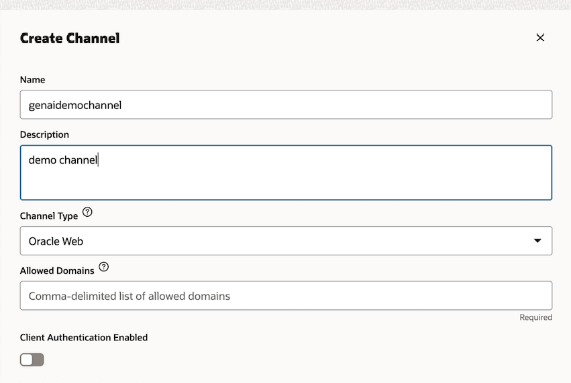 Create Channel
Name
genaidemochannel
Description
demo channel
Channel Type
Oracle Web
Allowed Domains
Comma-delimited list of allowed domains
Required
Client Authentication Enabled